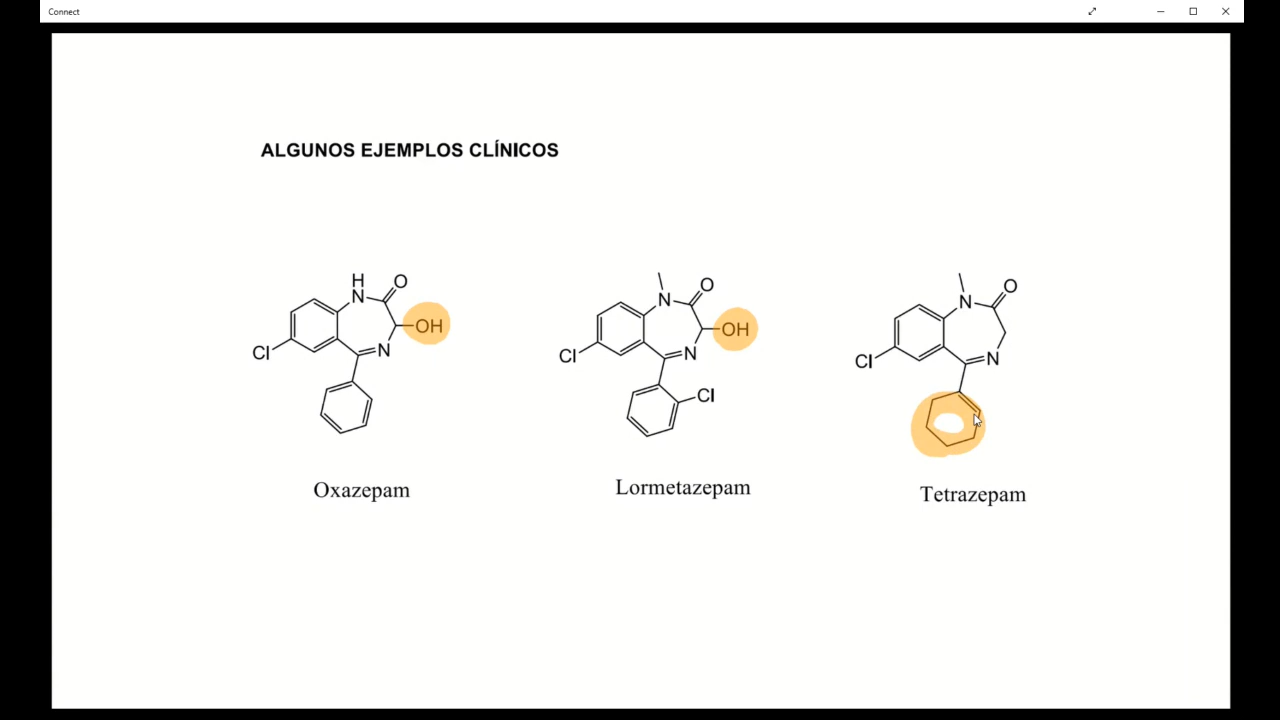 Connect
ALGUNOS EJEMPLOS CLÍNICOS
H
N
O
OH
N
Cl
N
O
OH
N
Cl
Cl
N
O
N
Cl
Oxazepam
Lormetazepam
Tetrazepam